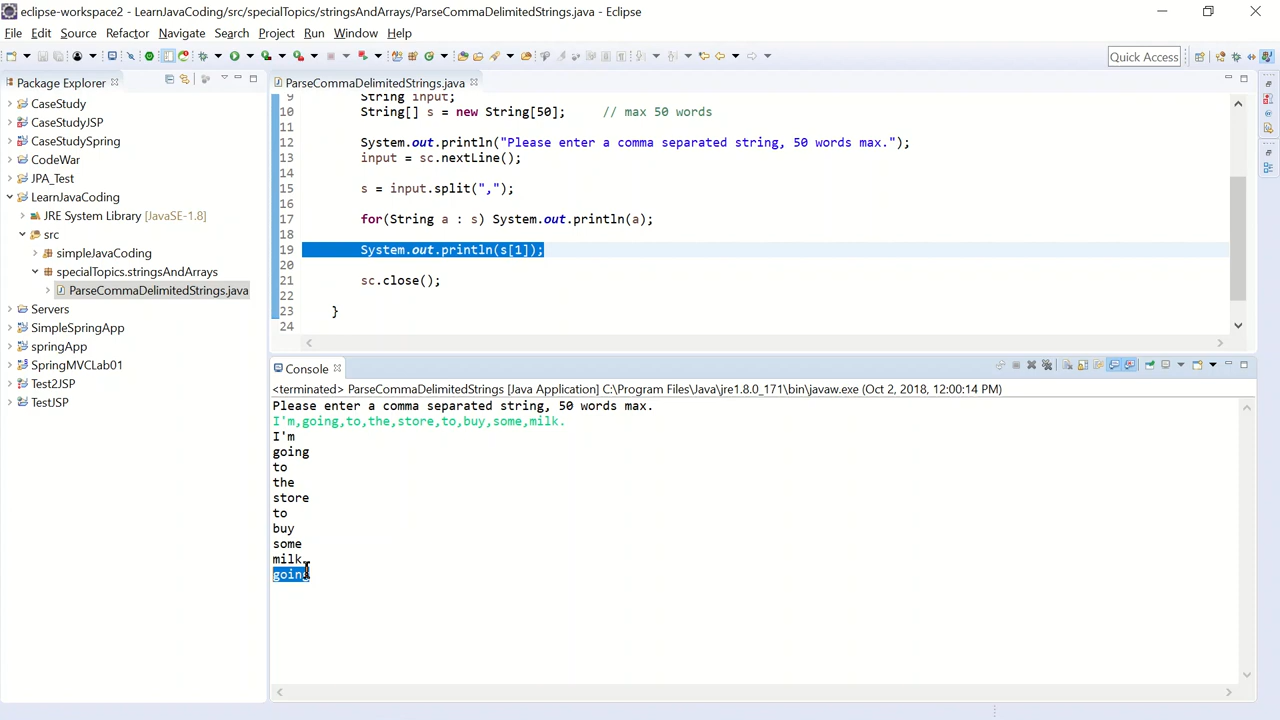 eclipse-workspace2 - LearnJavaCoding/src/specialTopics/stringsAndArrays/ParseCommaDelimitedStrings.java - Eclipse
File Edit Source Refactor Navigate Search Project Run Window Help
Quick Access
Package Explorer
CaseStudy
CaseStudyJSP
CaseStudySpring
CodeWar
JPA_Test
LearnJavaCoding
JRE System Library [JavaSE-1.8]
src
simpleJavaCoding
specialTopics.stringsAndArrays
ParseCommaDelimitedStrings.java
Servers
SimpleSpringApp
springApp
SpringMVCLab01
Test2JSP
TestJSP
ParseCommaDelimitedStrings.java
9 String input;
10 String[] s = new String[50]; // max 50 words
11
12 System.out.println("Please enter a comma separated string, 50 words max.");
13 input = sc.nextLine();
14
15 s = input.split(",");
16
17 for(String a : s) System.out.println(a);
18
19 System.out.println(s[1]);
20
21 sc.close();
22
23 }
24
Console
<terminated> ParseCommaDelimitedStrings [Java Application] C:\Program Files\Java\jre1.8.0_171\bin\javaw.exe (Oct 2, 2018, 12:00:14 PM)
Please enter a comma separated string, 50 words max.
I'm,going,to,the,store,to,buy,some,milk.
I'm
going
to
the
store
to
buy
some
milk.
going